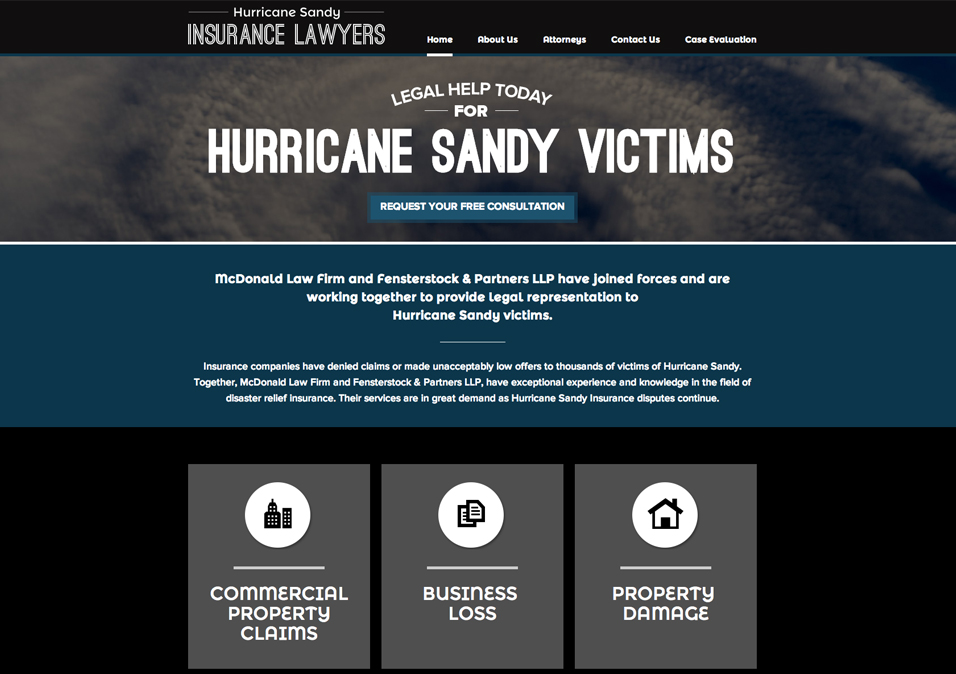 Hurricane Sandy
INSURANCE LAWYERS
Home About Us Attorneys Contact Us Case Evaluation
LEGAL HELP TODAY
FOR
HURRICANE SANDY VICTIMS
REQUEST YOUR FREE CONSULTATION
McDonald Law Firm and Fensterstock & Partners LLP have joined forces and are
working together to provide legal representation to
Hurricane Sandy victims.
Insurance companies have denied claims or made unacceptably low offers to thousands of victims of Hurricane Sandy.
Together, McDonald Law Firm and Fensterstock & Partners LLP, have exceptional experience and knowledge in the field of
disaster relief insurance. Their services are in great demand as Hurricane Sandy Insurance disputes continue.
COMMERCIAL
PROPERTY
CLAIMS
BUSINESS
LOSS
PROPERTY
DAMAGE